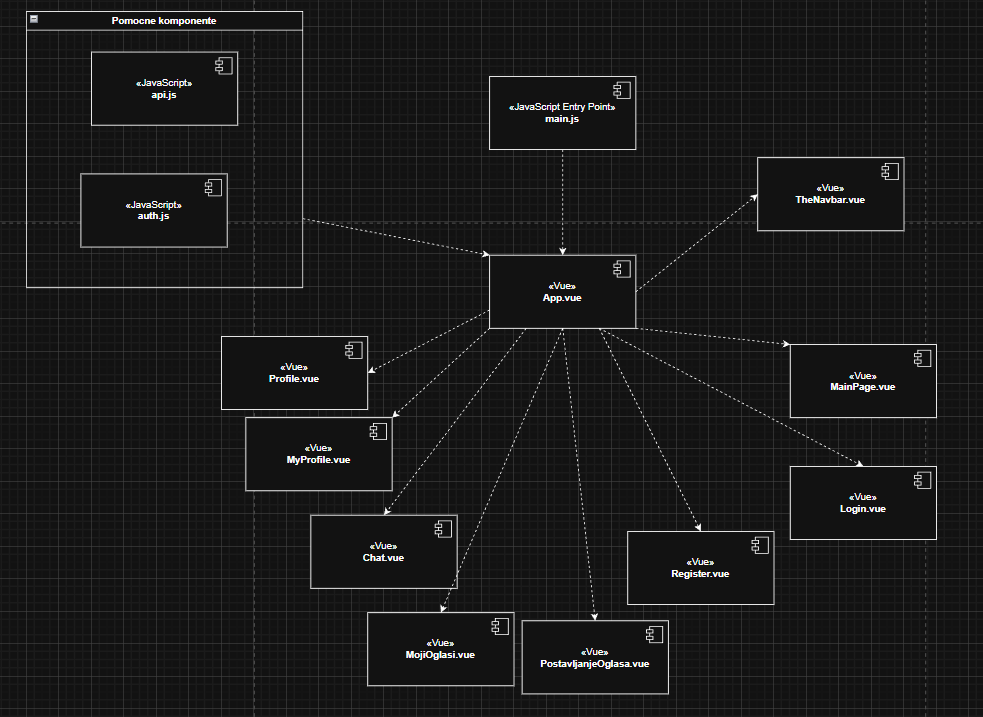 Pomocne komponente
«JavaScript»
api.js
«JavaScript Entry Point»
main.js
«Vue»
TheNavbar.vue
«JavaScript»
auth.js
«Vue»
App.vue
«Vue»
Profile.vue
«Vue»
MainPage.vue
«Vue»
MyProfile.vue
«Vue»
Login.vue
«Vue»
Chat.vue
«Vue»
Register.vue
«Vue»
MojiOglasi.vue
«Vue»
PostavljanjeOglasa.vue